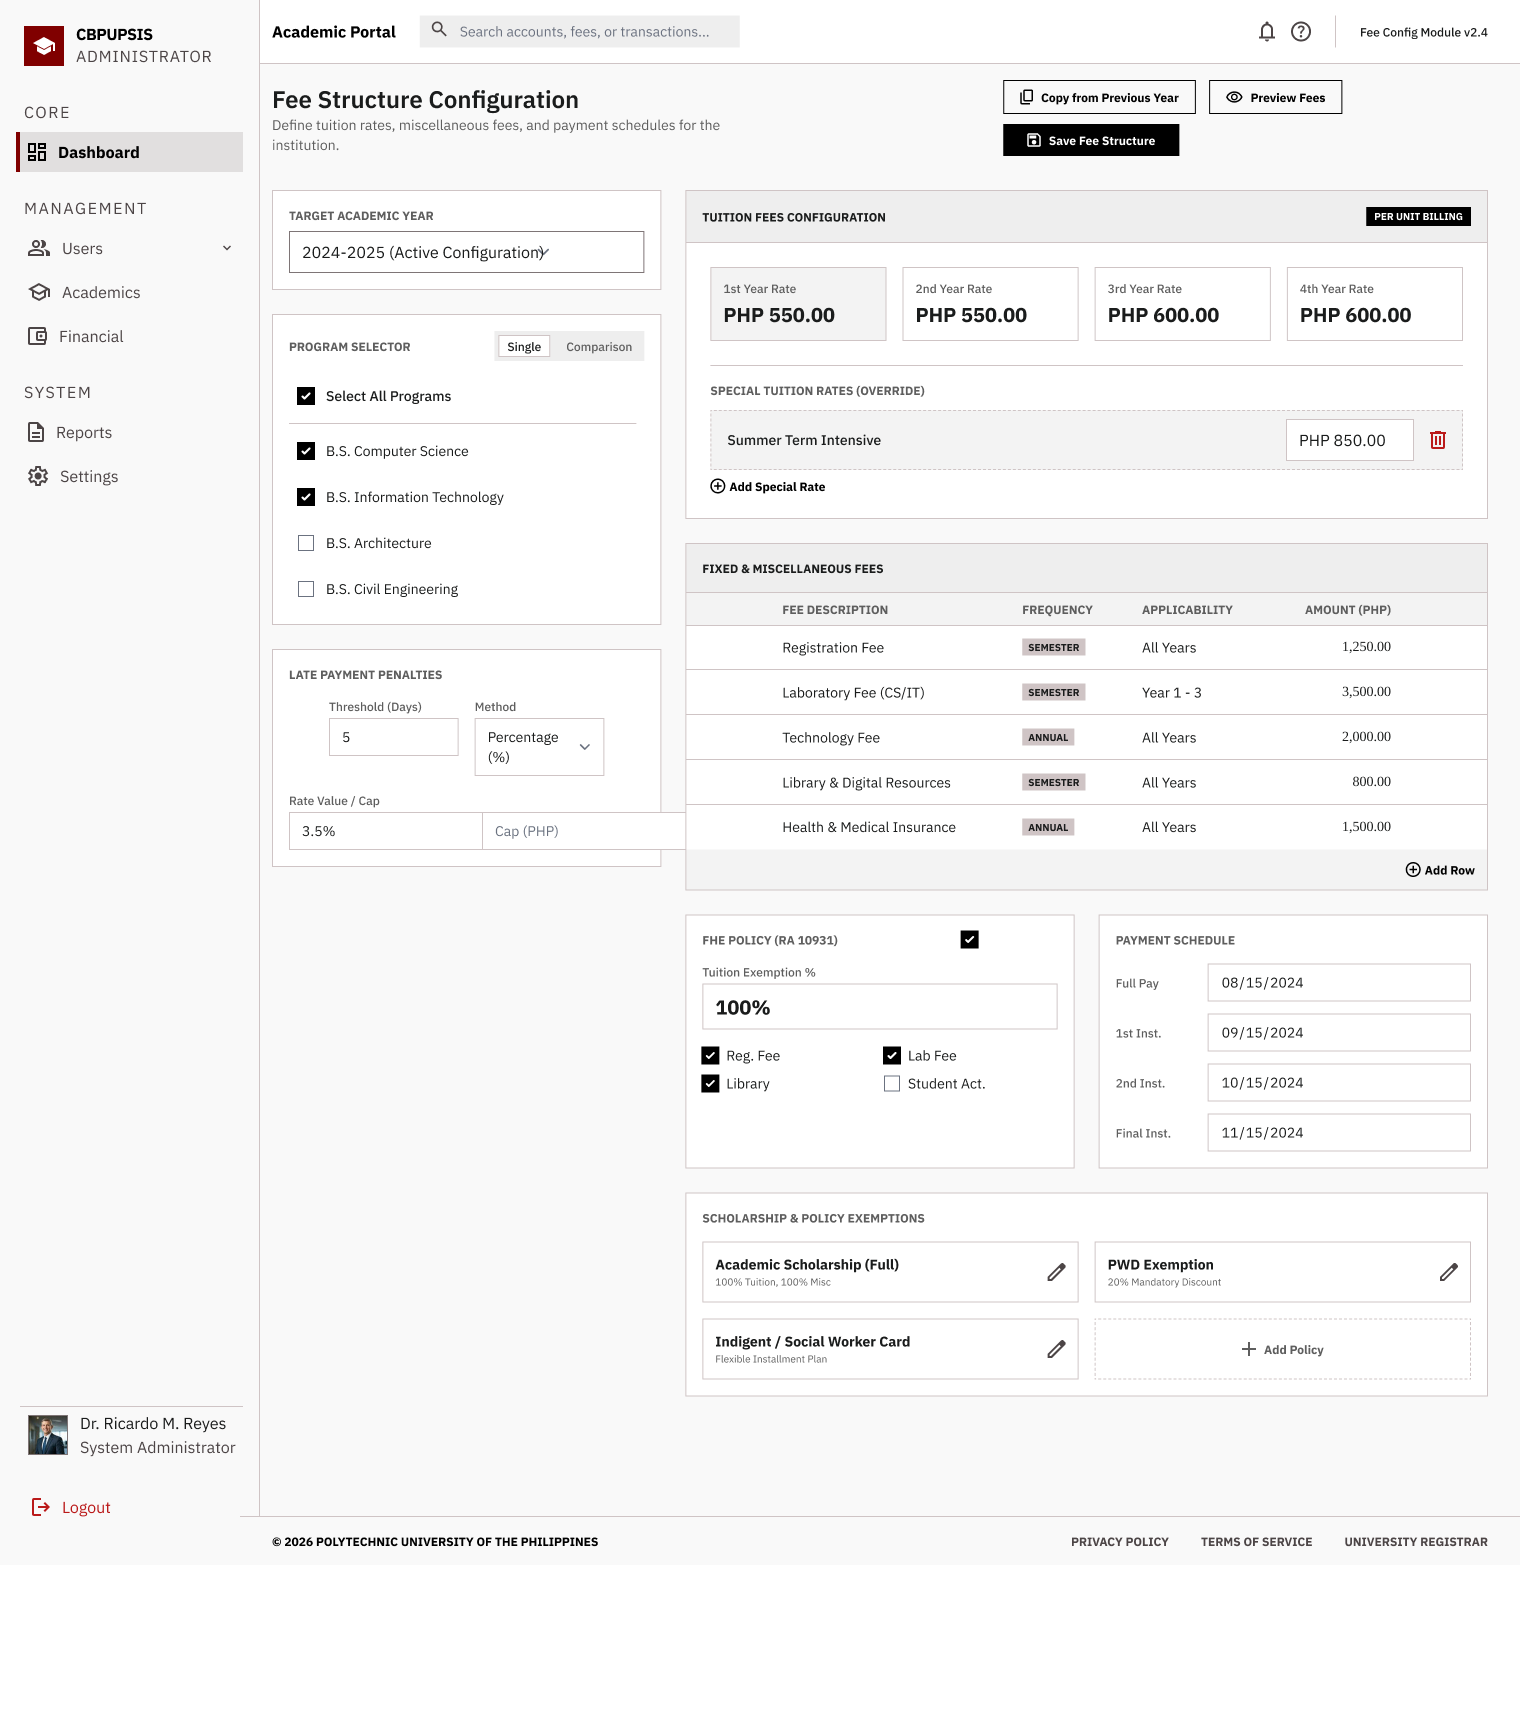 CBPUPSIS
ADMINISTRATOR
CORE
Dashboard
MANAGEMENT
Users
Academics
Financial
SYSTEM
Reports
Settings
Dr. Ricardo M. Reyes
System Administrator
Logout
Academic Portal
Search accounts, fees, or transactions...
Fee Config Module v2.4
Fee Structure Configuration
Define tuition rates, miscellaneous fees, and payment schedules for the
institution.
Copy from Previous Year
Preview Fees
Save Fee Structure
TARGET ACADEMIC YEAR
2024-2025 (Active Configuration)
PROGRAM SELECTOR
Single
Comparison
Select All Programs
B.S. Computer Science
B.S. Information Technology
B.S. Architecture
B.S. Civil Engineering
LATE PAYMENT PENALTIES
Threshold (Days)
Method
5
Percentage
(%)
Rate Value / Cap
3.5%
Cap (PHP)
TUITION FEES CONFIGURATION
PER UNIT BILLING
1st Year Rate
PHP 550.00
2nd Year Rate
PHP 550.00
3rd Year Rate
PHP 600.00
4th Year Rate
PHP 600.00
SPECIAL TUITION RATES (OVERRIDE)
Summer Term Intensive
PHP 850.00
Add Special Rate
FIXED & MISCELLANEOUS FEES
FEE DESCRIPTION FREQUENCY APPLICABILITY AMOUNT (PHP)
Registration Fee SEMESTER All Years 1,250.00
Laboratory Fee (CS/IT) SEMESTER Year 1 - 3 3,500.00
Technology Fee ANNUAL All Years 2,000.00
Library & Digital Resources SEMESTER All Years 800.00
Health & Medical Insurance ANNUAL All Years 1,500.00
Add Row
FHE POLICY (RA 10931)
Tuition Exemption %
100%
Reg. Fee
Lab Fee
Library
Student Act.
PAYMENT SCHEDULE
Full Pay 08/15/2024
1st Inst. 09/15/2024
2nd Inst. 10/15/2024
Final Inst. 11/15/2024
SCHOLARSHIP & POLICY EXEMPTIONS
Academic Scholarship (Full)
100% Tuition, 100% Misc
PWD Exemption
20% Mandatory Discount
Indigent / Social Worker Card
Flexible Installment Plan
Add Policy
© 2026 POLYTECHNIC UNIVERSITY OF THE PHILIPPINES
PRIVACY POLICY
TERMS OF SERVICE
UNIVERSITY REGISTRAR